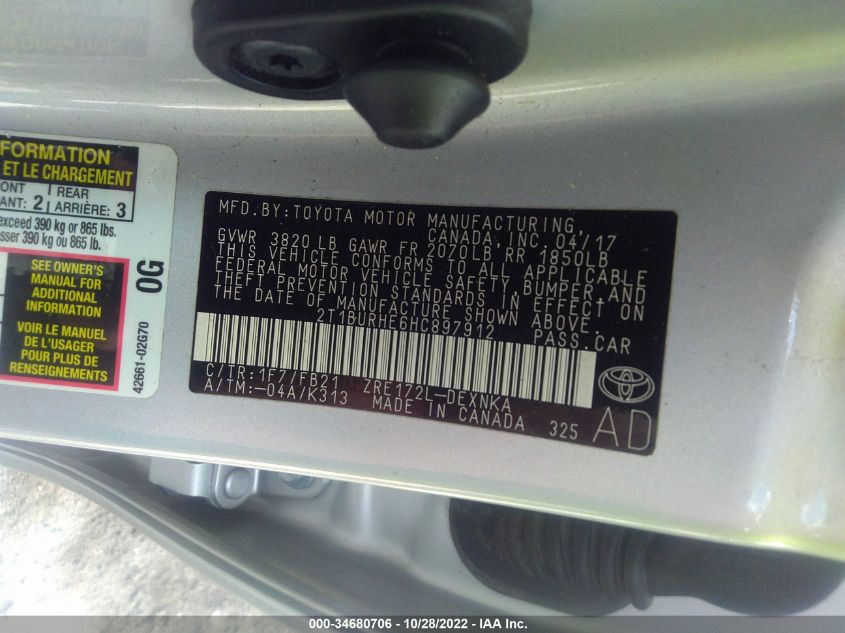 FORMATION
ET LE CHARGEMENT
ONT REAR
ANT: 2 ARRIÈRE: 3
exceed 390 kg or 865 lbs.
sser 390 kg ou 865 lb.
SEE OWNER'S
MANUAL FOR
ADDITIONAL
INFORMATION
VOIR LE MANUEL
DE L'USAGER
POUR PLUS DE
RENSEIGNEMENTS
0G
42661-02G70
MFD.BY:TOYOTA MOTOR MANUFACTURING,
CANADA, INC. 04/17
GVWR 3820 LB GAWR FR 2070LB RR 1850LB
THIS VEHICLE CONFORMS TO ALL APPLICABLE
FEDERAL MOTOR VEHICLE SAFETY, BUMPER, AND
THEFT PREVENTION STANDARDS IN EFFECT ON
THE DATE OF MANUFACTURE SHOWN ABOVE.
2T1BURHE6HC897912 PASS.CAR
C/TR:1F7/FB21 ZRE172L-DEXNKA
A/TM:-04A/K313 MADE IN CANADA 325
TOYOTA
AD
000-34680706 - 10/28/2022 - IAA Inc.